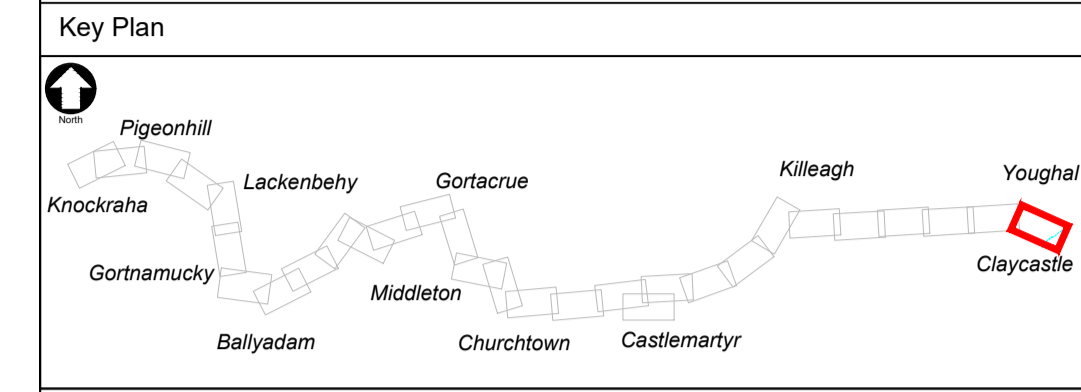 Key Plan
North
Pigeonhill
Knockraha
Lackenbehy
Gortacrue
Killeagh
Youghal
Gortnamucky
Middleton
Claycastle
Ballyadam
Churchtown
Castlemartyr